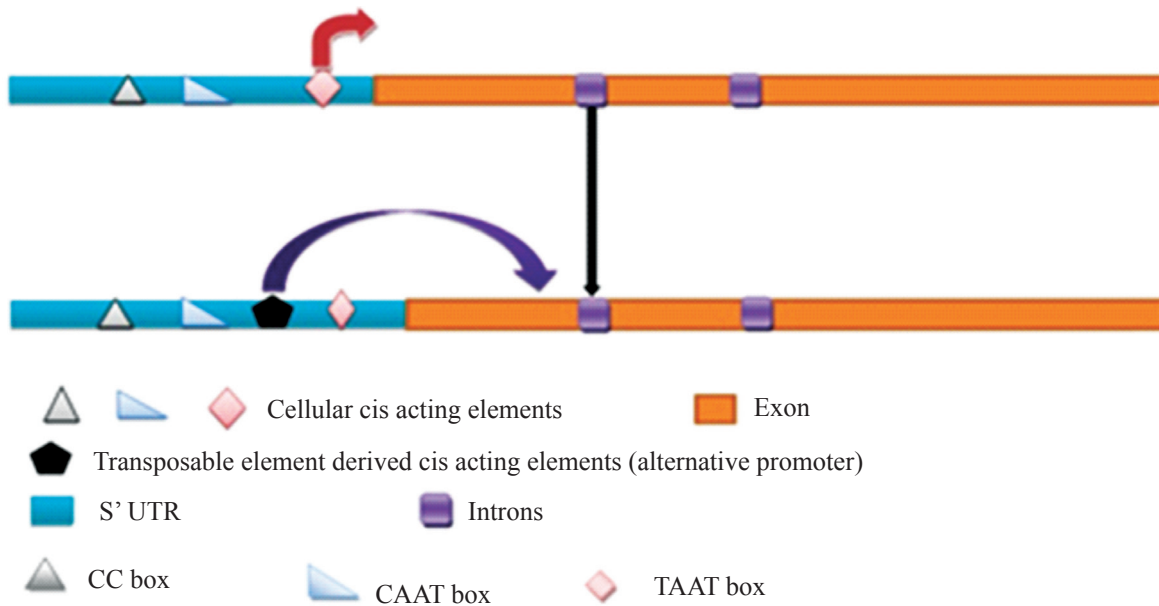 Cellular cis acting elements Exon
Transposable element derived cis acting elements (alternative promoter)
S’ UTR Introns
CC box CAAT box TAAT box